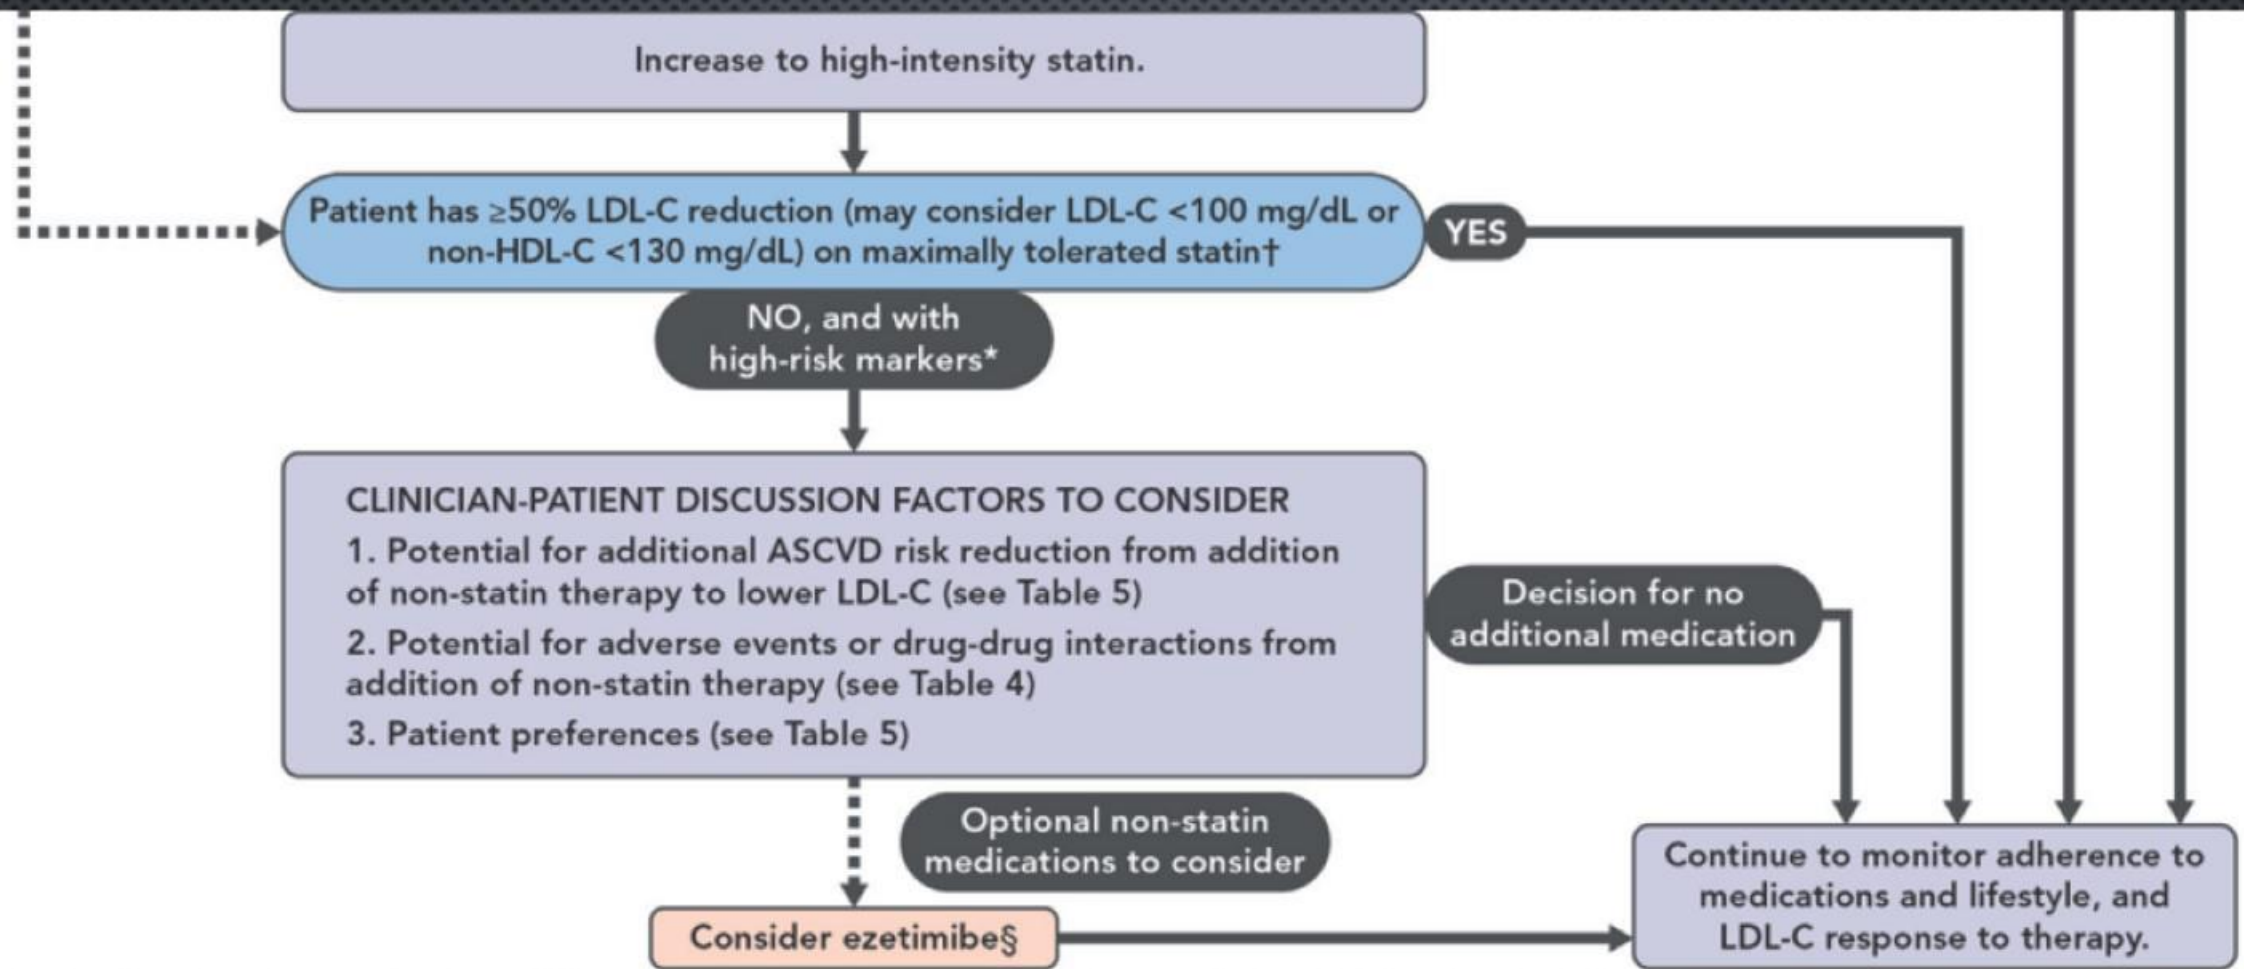 Increase to high-intensity statin.
Patient has ≥50% LDL-C reduction (may consider LDL-C <100 mg/dL or
non-HDL-C <130 mg/dL) on maximally tolerated statin†
YES
NO, and with
high-risk markers*
CLINICIAN-PATIENT DISCUSSION FACTORS TO CONSIDER
1. Potential for additional ASCVD risk reduction from addition
of non-statin therapy to lower LDL-C (see Table 5)
2. Potential for adverse events or drug-drug interactions from
addition of non-statin therapy (see Table 4)
3. Patient preferences (see Table 5)
Decision for no
additional medication
Optional non-statin
medications to consider
Consider ezetimibe§
Continue to monitor adherence to
medications and lifestyle, and
LDL-C response to therapy.